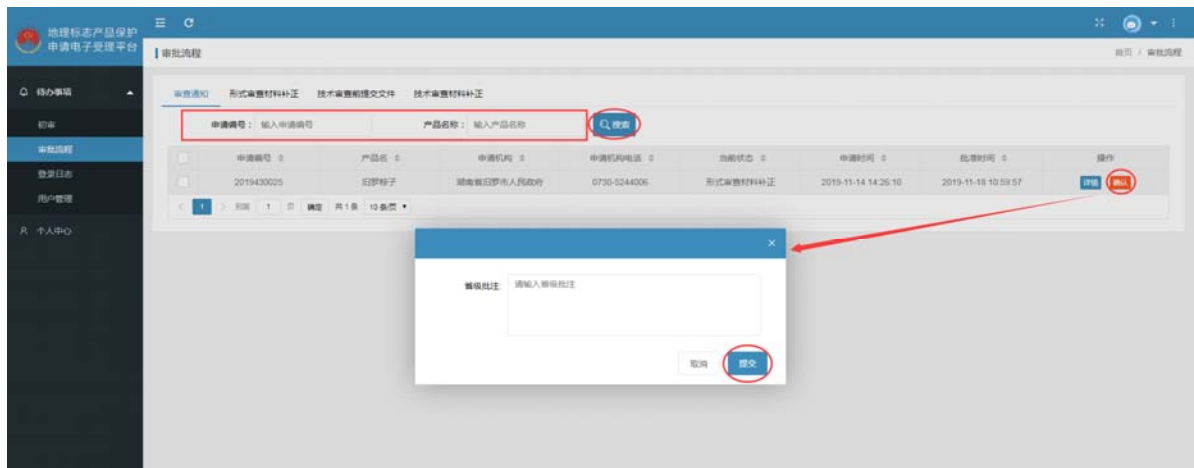 地理标志产品保护
申请电子受理平台
审批流程
首页 / 审批流程
待办事项
初审
审批流程
登录日志
用户管理
个人中心
审查通知 形式审查材料补正 技术审查前提交文件 技术审查材料补正
申请编号： 输入申请编号 产品名称： 输入产品名称 搜索
申请编号 产品名 申请机构 申请机构电话 当前状态 申请时间 批准时间 操作
2019430025 汨罗粽子 湖南省汨罗市人民政府 0730-5244006 形式审查材料补正 2019-11-14 14:26:10 2019-11-18 10:59:57 详情 确认
< 1 > 到第 1 页 确定 共1条 10条/页
×
省级批注 请输入省级批注
取消 提交